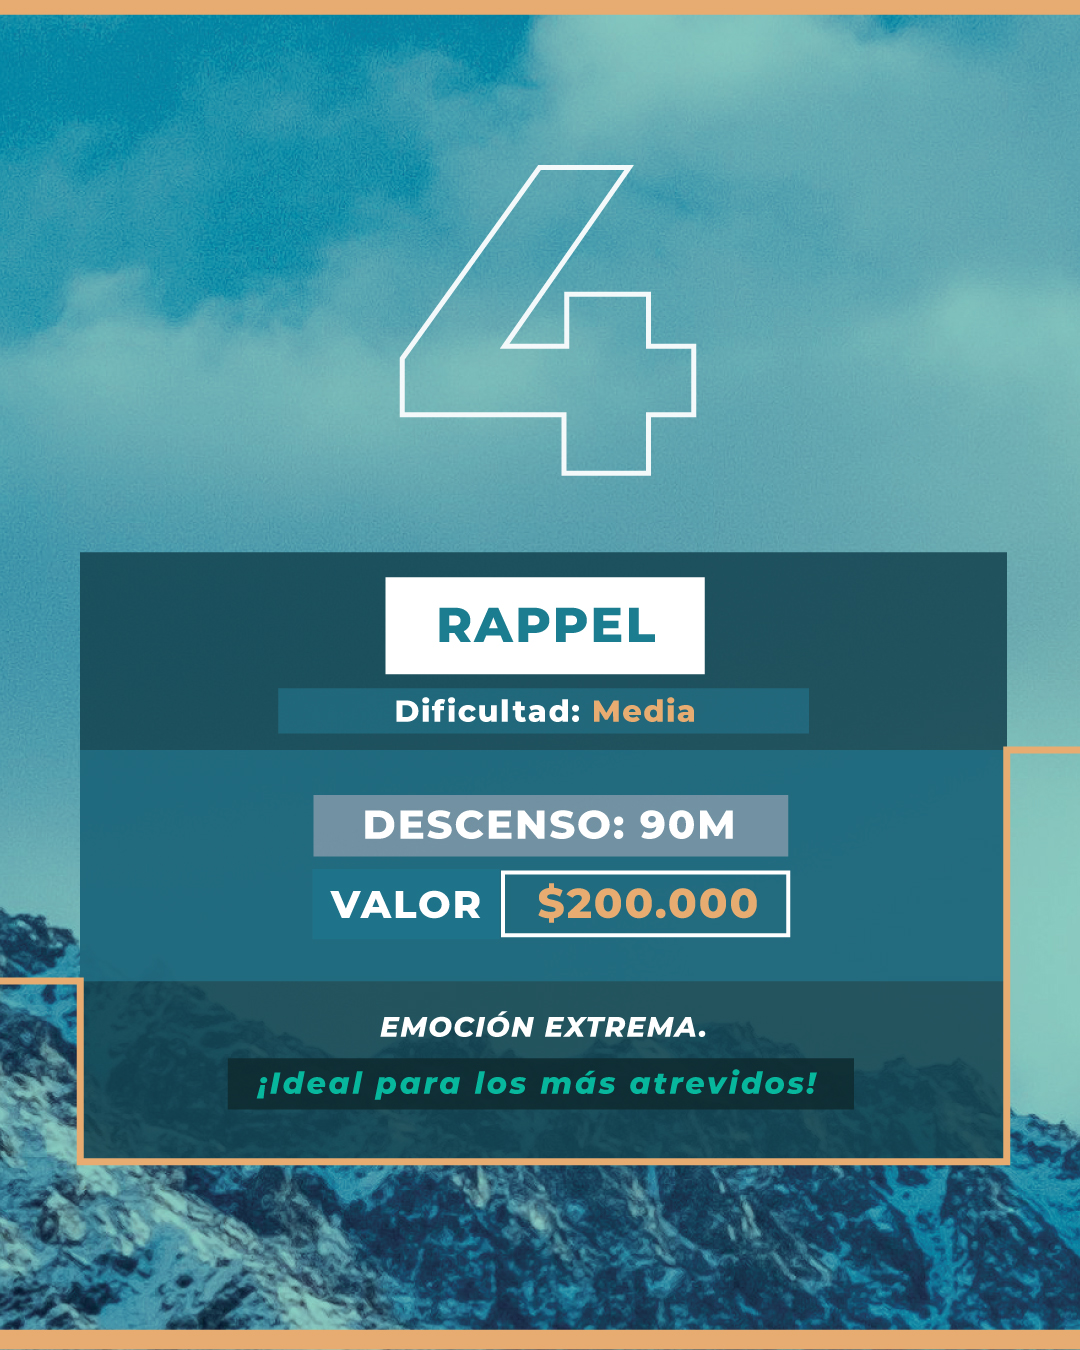 4
RAPPEL
Dificultad: Media
DESCENSO: 90M
VALOR $200.000
EMOCIÓN EXTREMA.
¡Ideal para los más atrevidos!